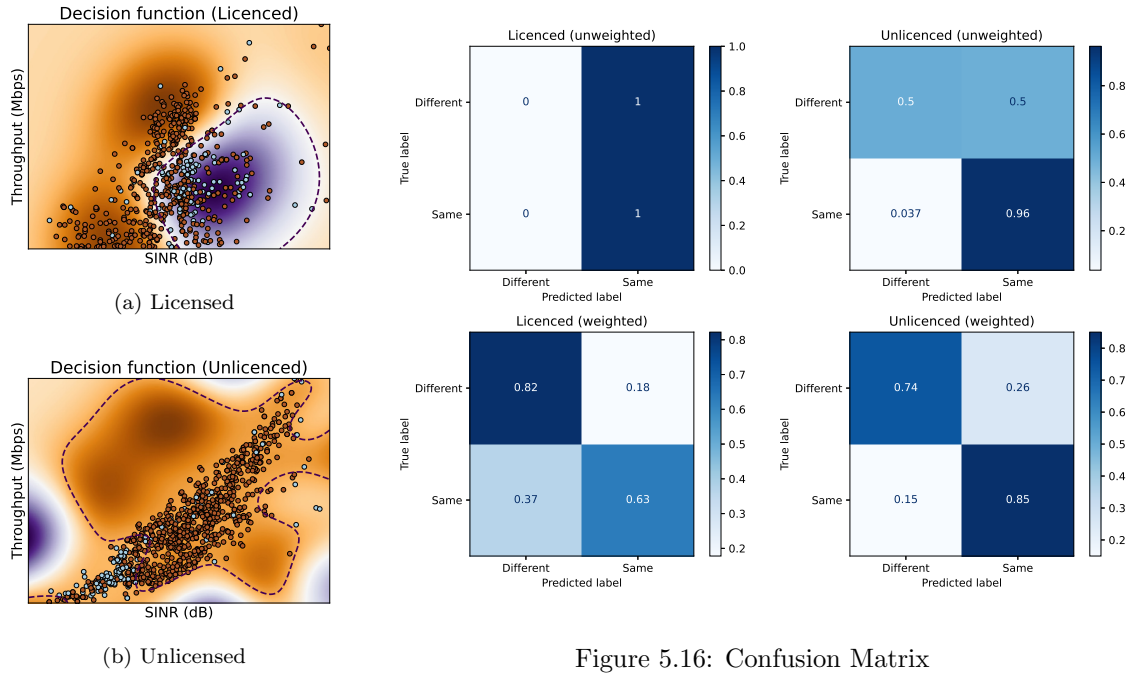 Decision function (Licenced)
Throughput (Mbps)
SINR (dB)
(a) Licensed
Decision function (Unlicenced)
Throughput (Mbps)
SINR (dB)
(b) Unlicensed
Licenced (unweighted)
True label
Different
Same
0
1
0
1
Different
Same
Predicted label
1.0
0.8
0.6
0.4
0.2
0.0
Unlicenced (unweighted)
True label
Different
Same
0.5
0.5
0.037
0.96
Different
Same
Predicted label
0.8
0.6
0.4
0.2
Licenced (weighted)
True label
Different
Same
0.82
0.18
0.37
0.63
Different
Same
Predicted label
0.8
0.7
0.6
0.5
0.4
0.3
0.2
Unlicenced (weighted)
True label
Different
Same
0.74
0.26
0.15
0.85
Different
Same
Predicted label
0.8
0.7
0.6
0.5
0.4
0.3
0.2
Figure 5.16: Confusion Matrix